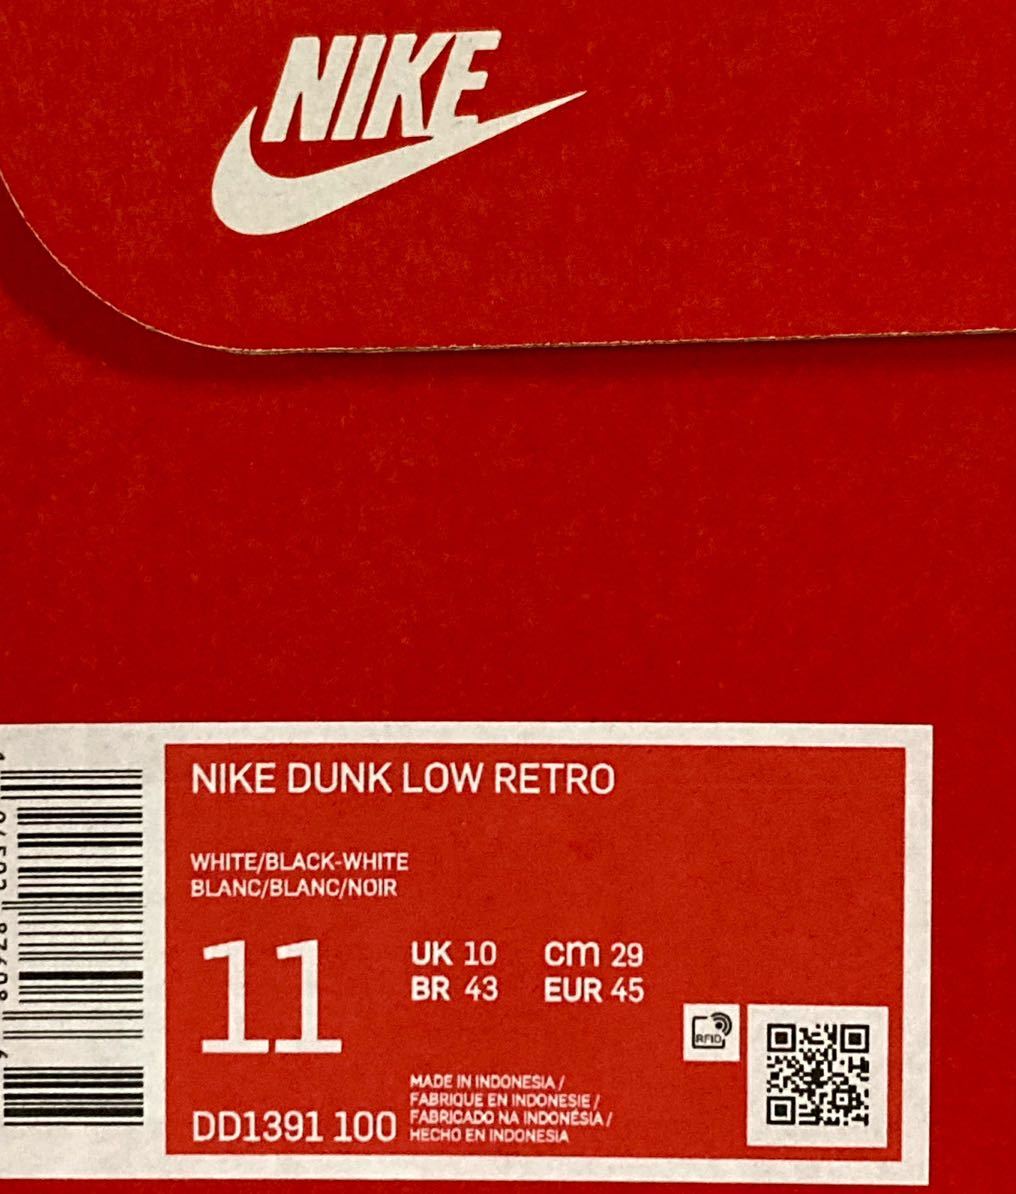 NIKE
NIKE DUNK LOW RETRO
WHITE/BLACK-WHITE
BLANC/BLANC/NOIR
11
UK 10
cm 29
BR 43
EUR 45
RFID
MADE IN INDONESIA /
FABRIQUE EN INDONESIE /
FABRICADO NA INDONÉSIA /
HECHO EN INDONESIA
DD1391 100